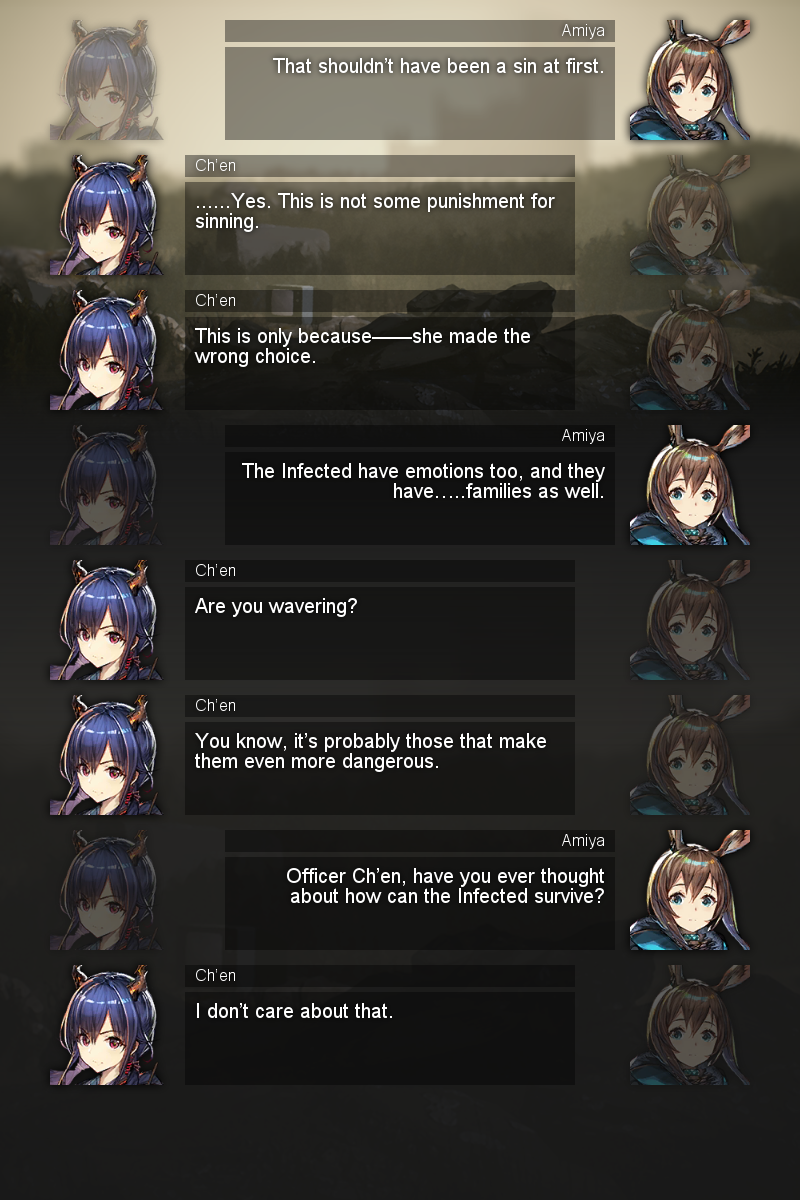 Amiya
That shouldn't have been a sin at first.
Ch'en
......Yes. This is not some punishment for
sinning.
Ch'en
This is only because——she made the
wrong choice.
Amiya
The Infected have emotions too, and they
have.....families as well.
Ch'en
Are you wavering?
Ch'en
You know, it's probably those that make
them even more dangerous.
Amiya
Officer Ch'en, have you ever thought
about how can the Infected survive?
Ch'en
I don't care about that.